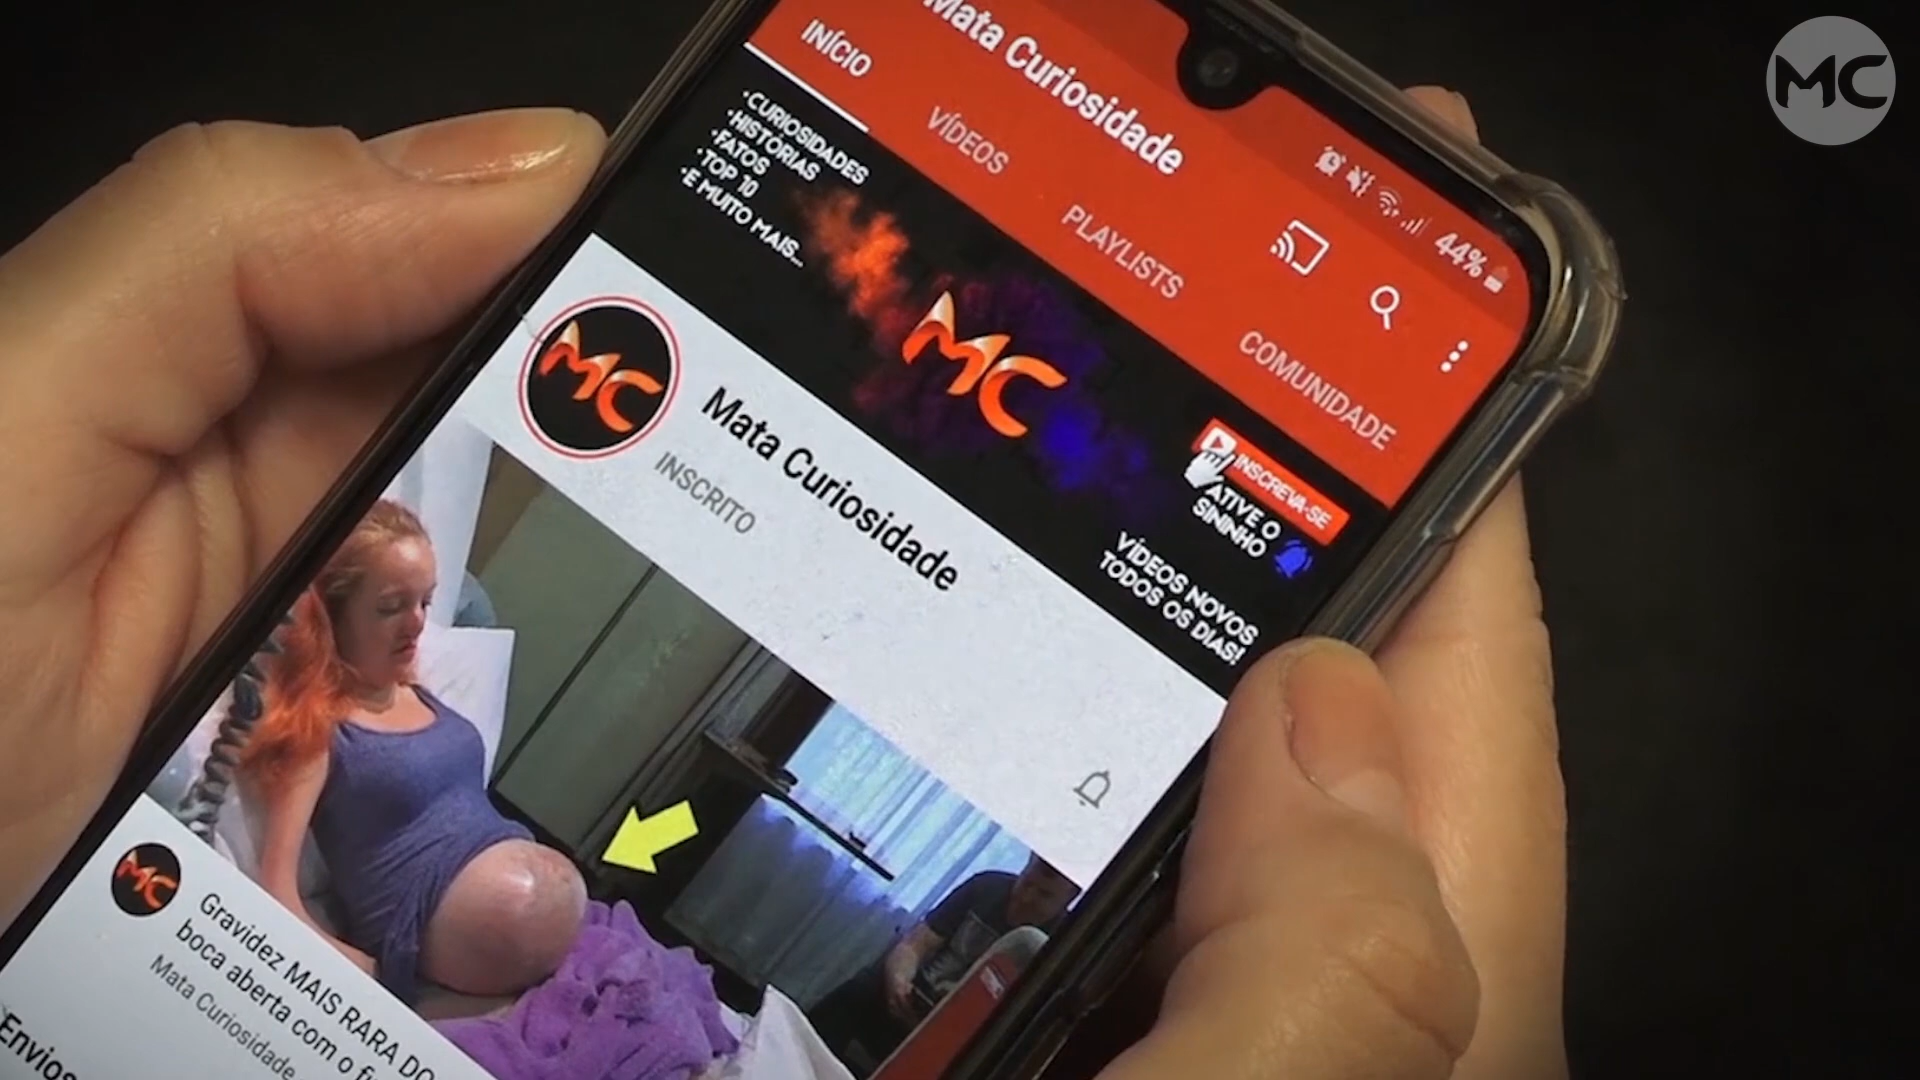 MC
Mata Curiosidade
44%
INÍCIO
VÍDEOS
PLAYLISTS
COMUNIDADE
•CURIOSIDADES
•HISTÓRIAS
•FATOS
•TOP 10
•E MUITO MAIS...
MC
INSCREVA-SE
ATIVE O
SININHO
VÍDEOS NOVOS
TODOS OS DIAS!
MC
Mata Curiosidade
INSCRITO
MC
Gravidez MAIS RARA DO
boca aberta com o
Mata Curiosidade
Envios